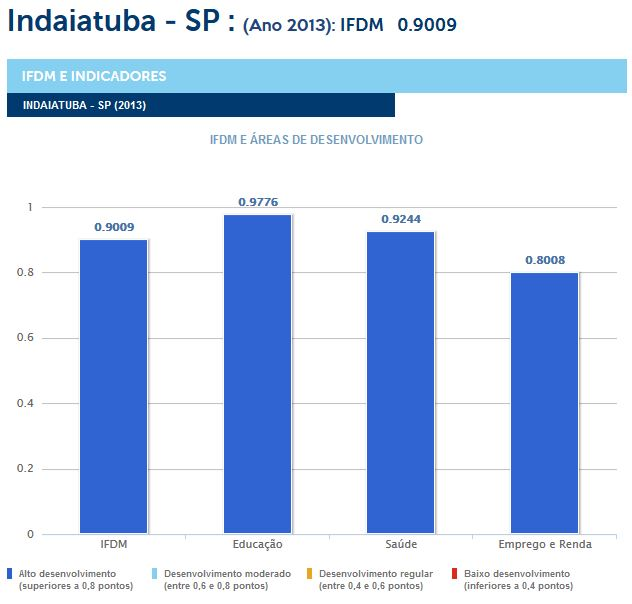 Indaiatuba - SP : (Ano 2013): IFDM 0.9009
IFDM E INDICADORES
INDAIATUBA - SP (2013)
IFDM E ÁREAS DE DESENVOLVIMENTO
1
0.8
0.6
0.4
0.2
0
0.9009
0.9776
0.9244
0.8008
IFDM
Educação
Saúde
Emprego e Renda
Alto desenvolvimento
(superiores a 0,8 pontos)
Desenvolvimento moderado
(entre 0,6 e 0,8 pontos)
Desenvolvimento regular
(entre 0,4 e 0,6 pontos)
Baixo desenvolvimento
(inferiores a 0,4 pontos)